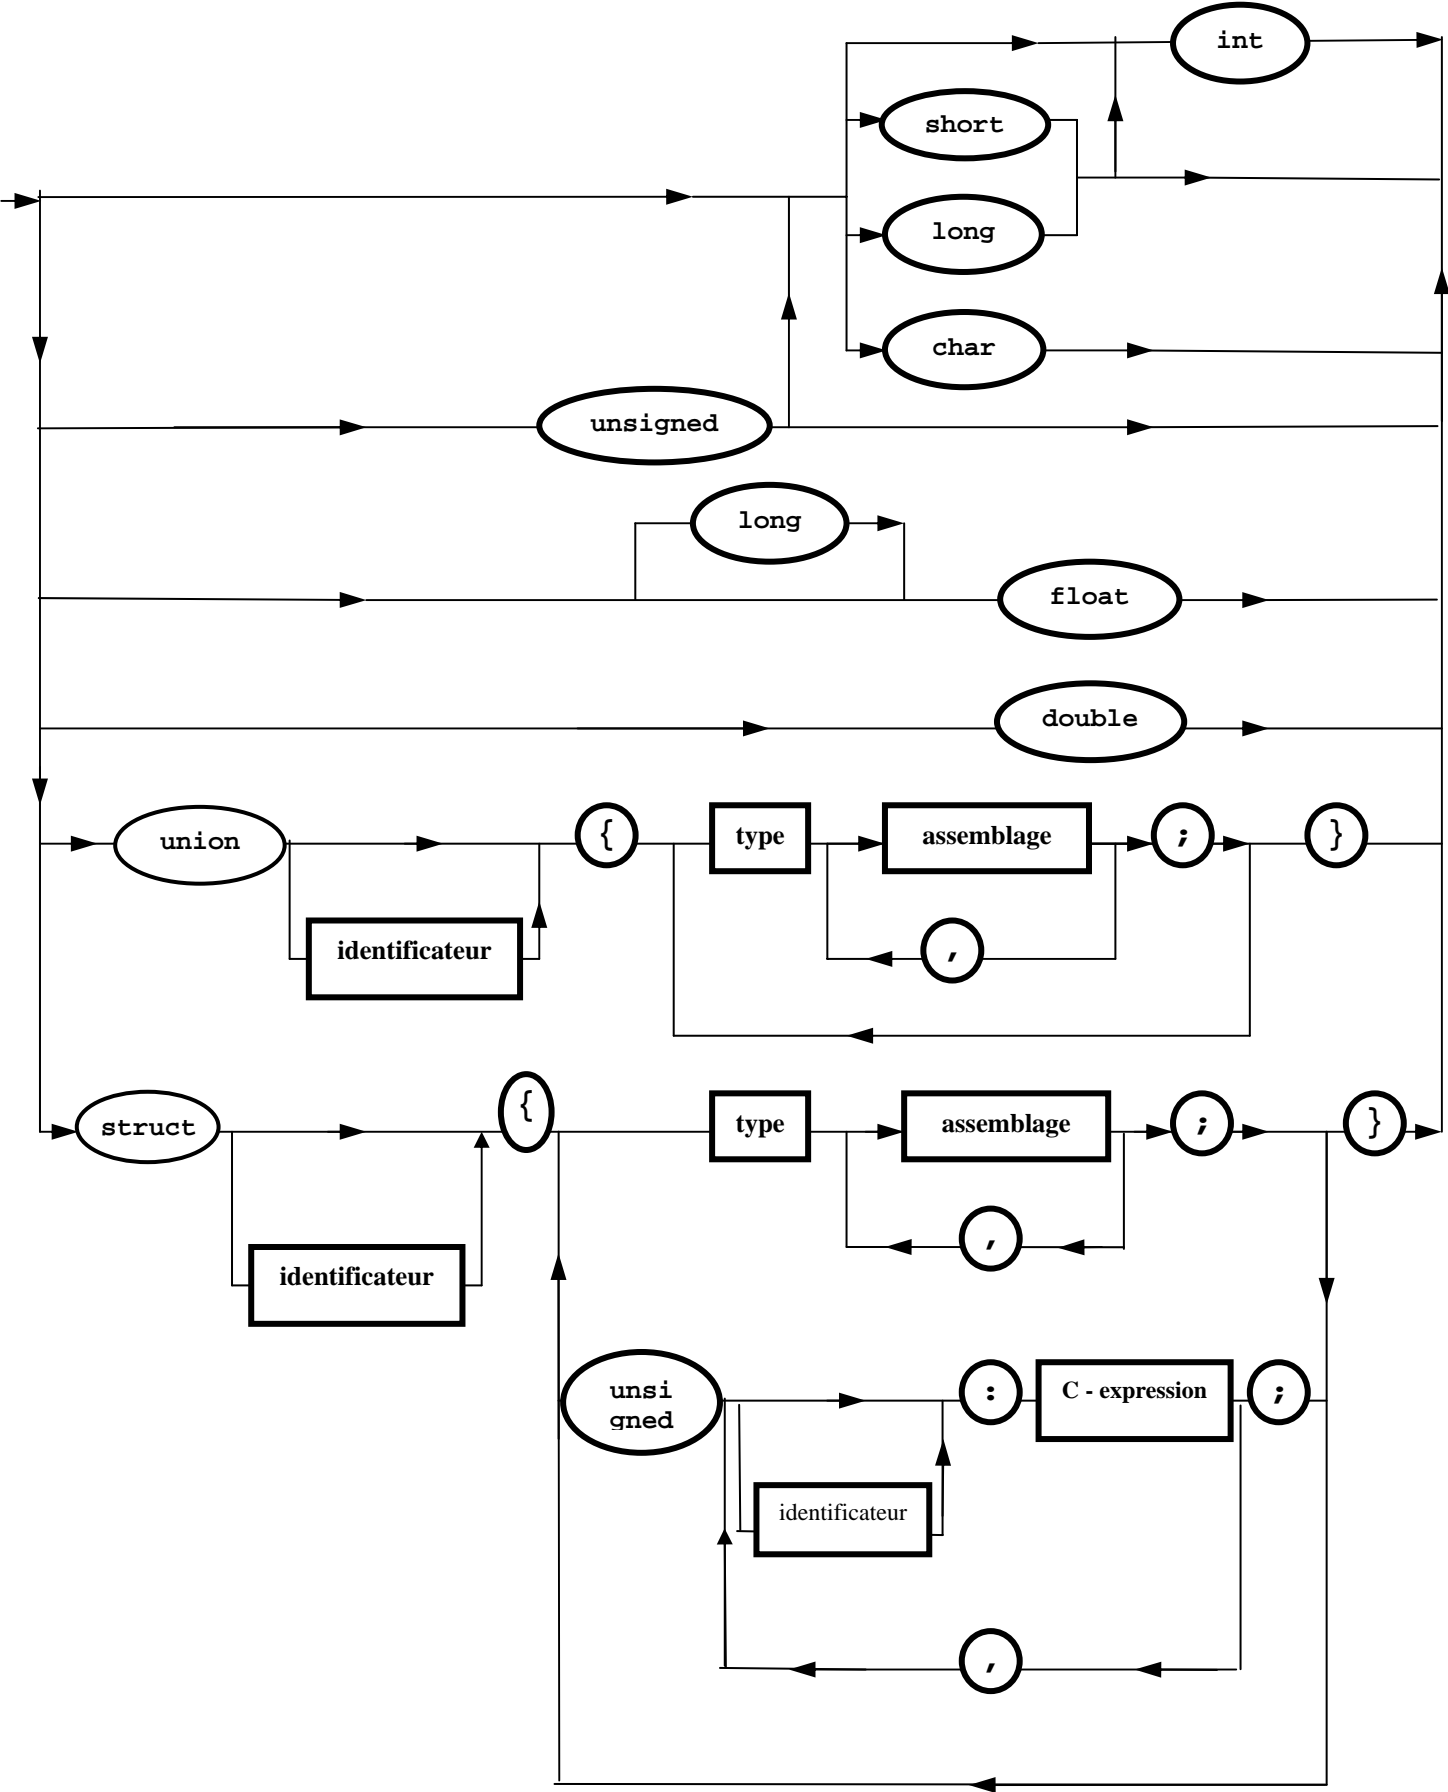 int
short
long
char
unsigned
long
float
double
union
{
type
assemblage
;
}
identificateur
,
struct
{
type
assemblage
;
}
,
identificateur
unsi
gned
:
C - expression
;
identificateur
,